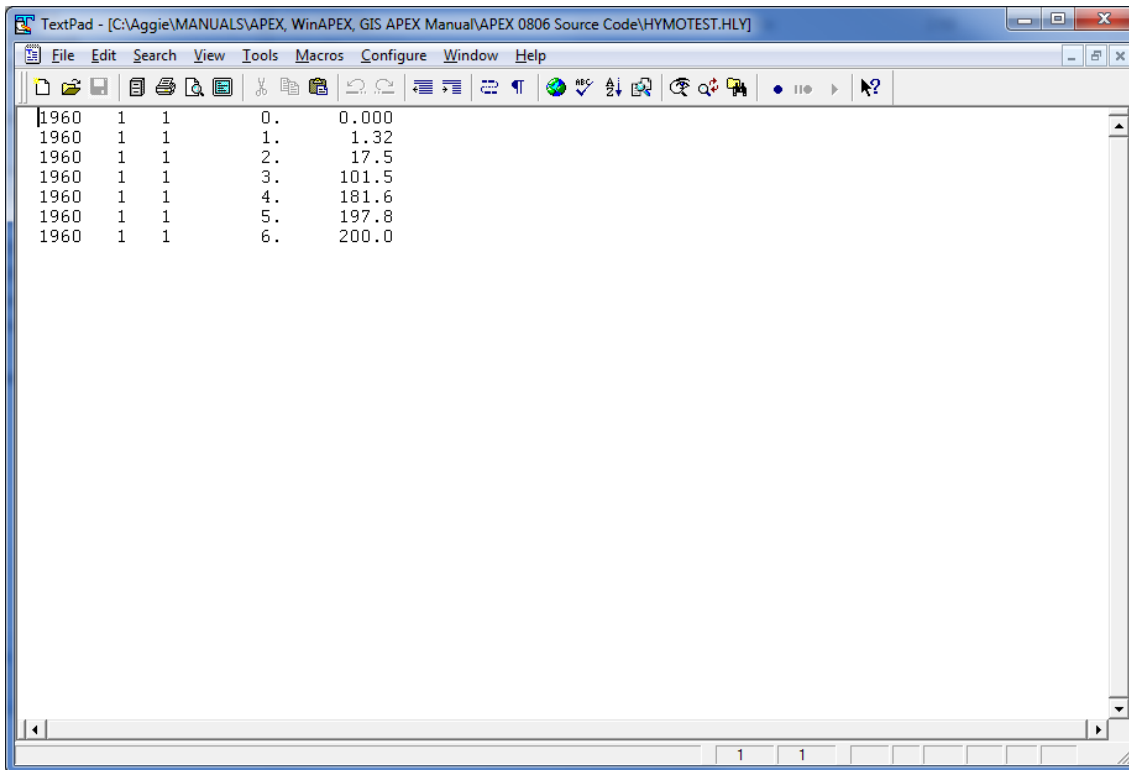 TextPad - [C:\Aggie\MANUALS\APEX, WinAPEX, GIS APEX Manual\APEX 0806 Source Code\HYMOTEST.HLY]
File Edit Search View Tools Macros Configure Window Help
1960 1 1 0. 0.000
1960 1 1 1. 1.32
1960 1 1 2. 17.5
1960 1 1 3. 101.5
1960 1 1 4. 181.6
1960 1 1 5. 197.8
1960 1 1 6. 200.0
1 1